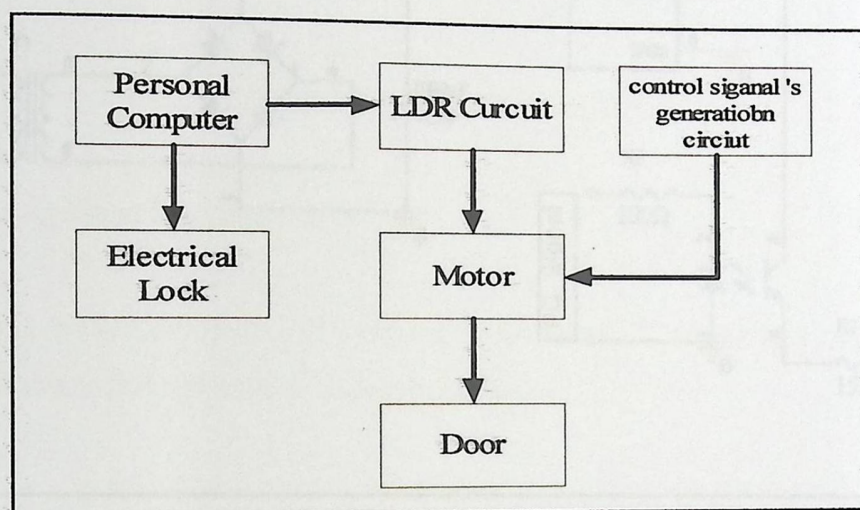 Personal
Computer
LDR Curcuit
control siganal 's
generatiobn
circiut
Electrical
Lock
Motor
Door